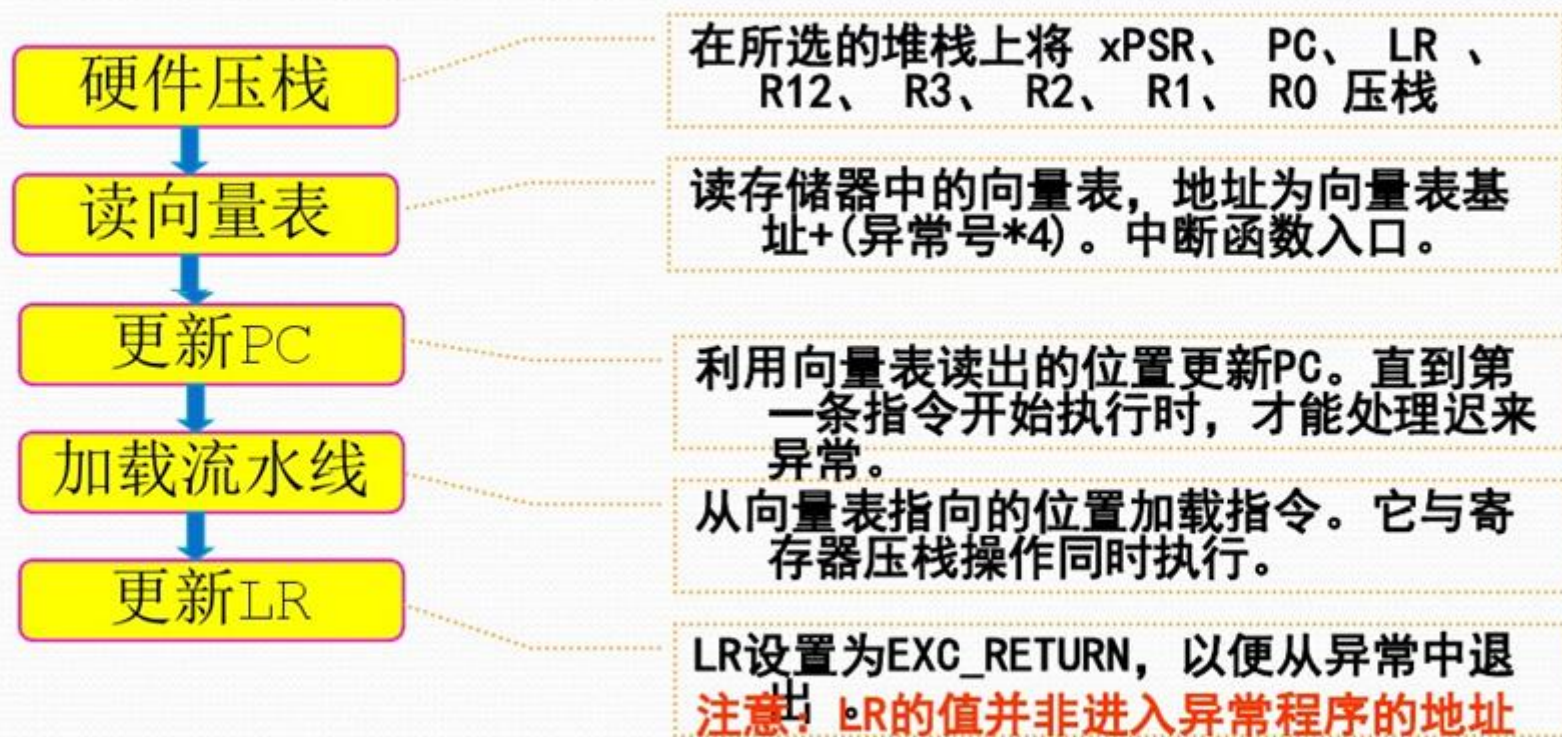 硬件压栈
在所选的堆栈上将 xPSR、 PC、 LR 、
R12、 R3、 R2、 R1、 R0 压栈
读向量表
读存储器中的向量表，地址为向量表基
址+(异常号*4)。中断函数入口。
更新PC
利用向量表读出的位置更新PC。直到第
一条指令开始执行时，才能处理迟来
异常。
加载流水线
从向量表指向的位置加载指令。它与寄
存器压栈操作同时执行。
更新LR
LR设置为EXC_RETURN，以便从异常中退
出。
注意：LR的值并非进入异常程序的地址